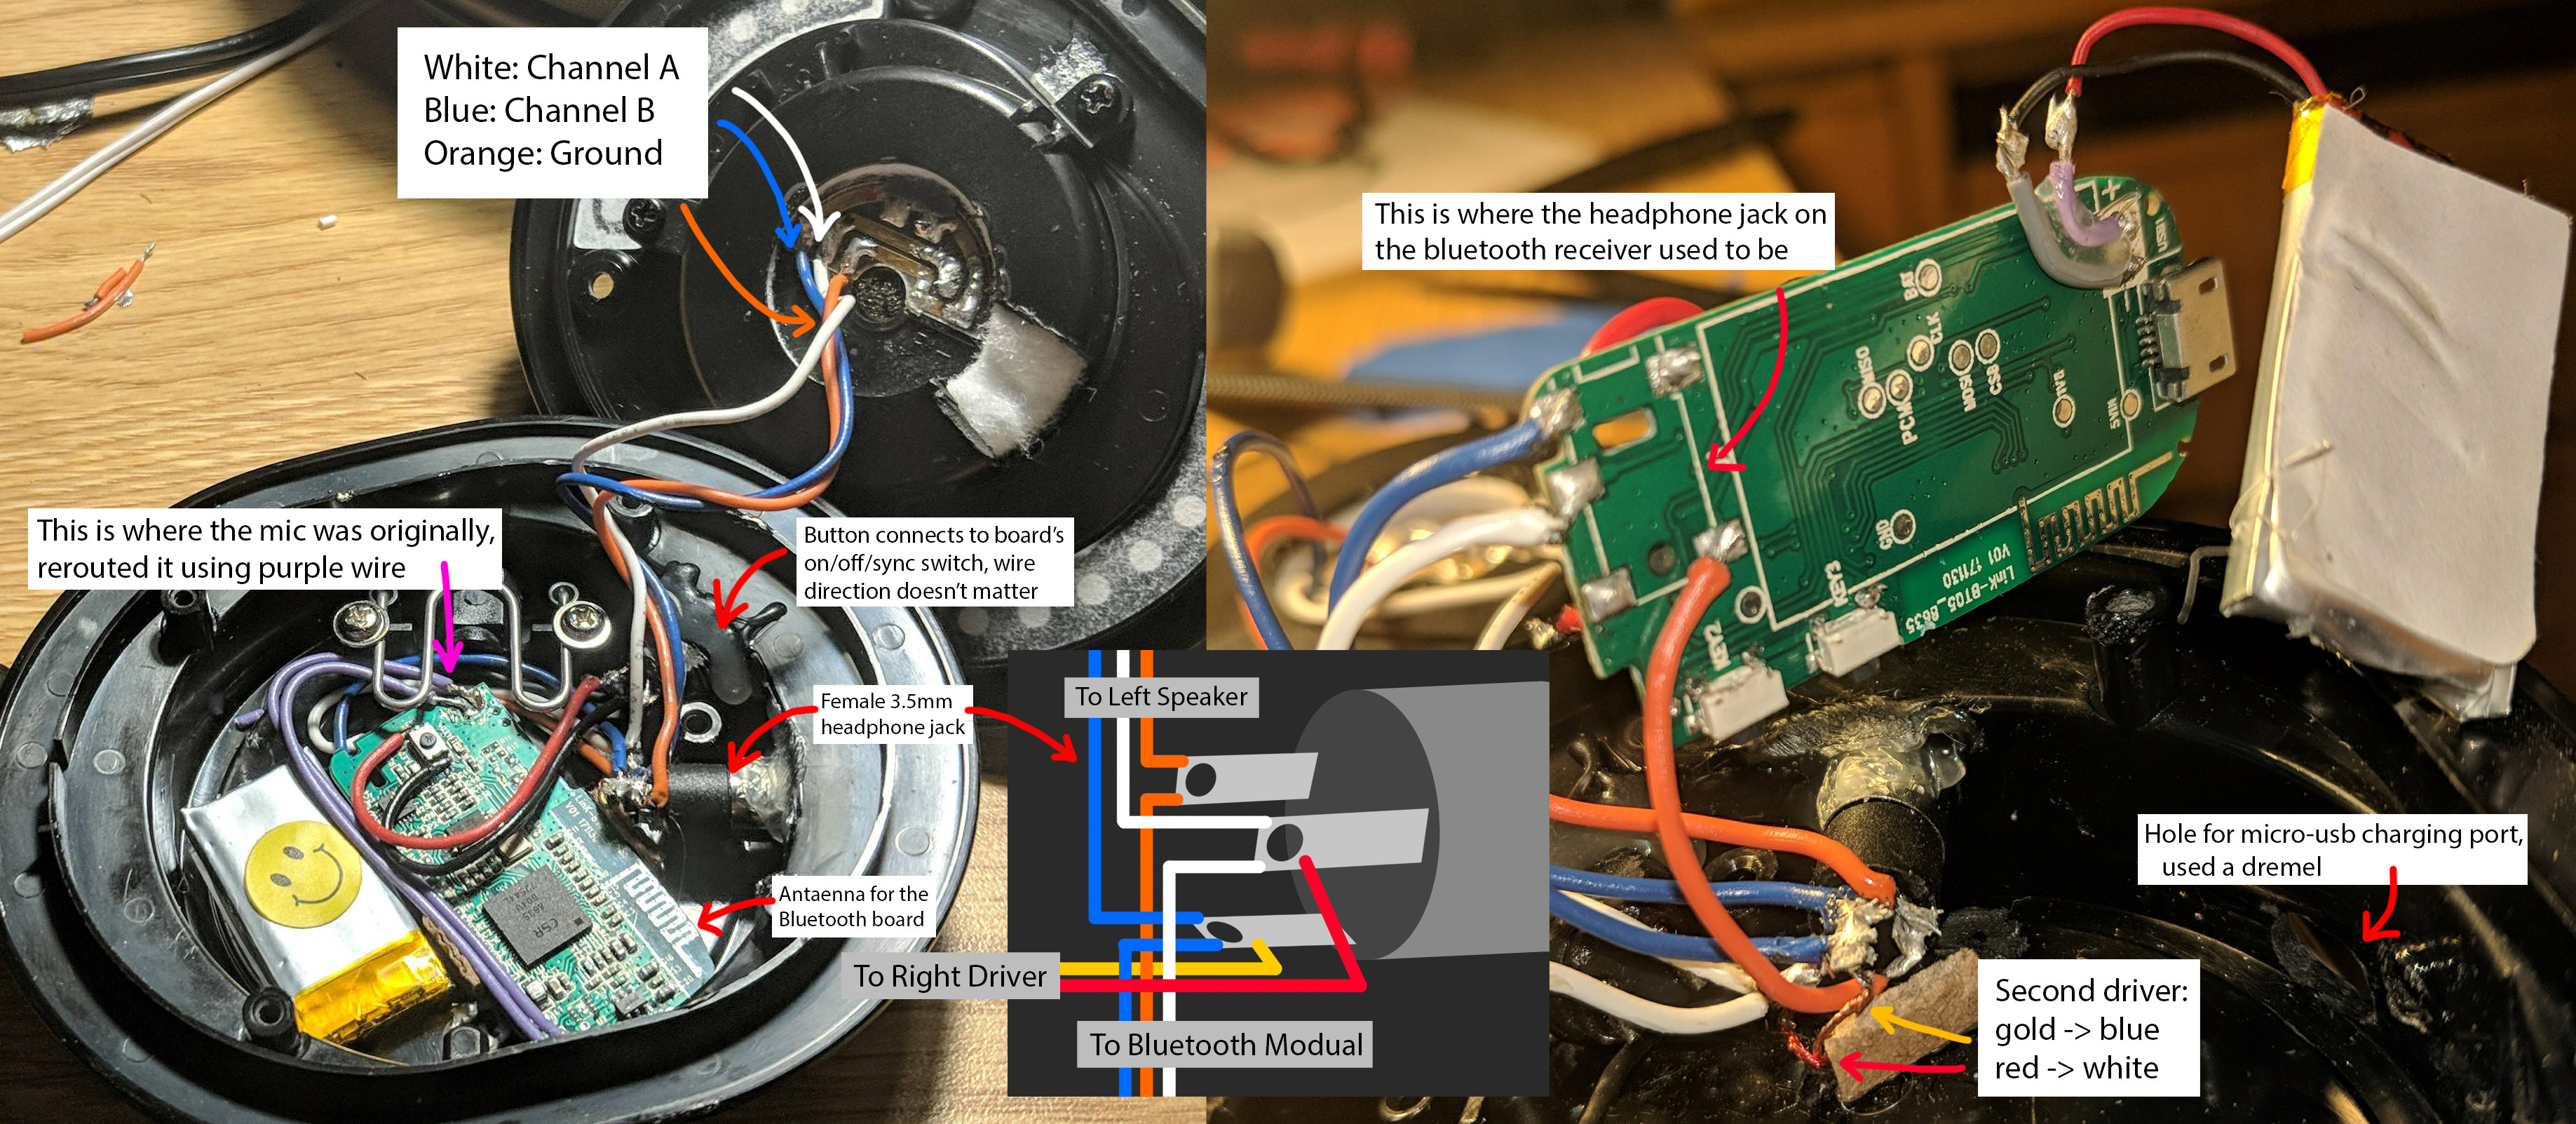 White: Channel A
Blue: Channel B
Orange: Ground
This is where the mic was originally,
rerouted it using purple wire
Button connects to board's
on/off/sync switch, wire
direction doesn't matter
Female 3.5mm
headphone jack
Antaenna for the
Bluetooth board
CSR
To Left Speaker
To Right Driver
To Bluetooth Modual
This is where the headphone jack on
the bluetooth receiver used to be
+
USB
BAT
CLK
MISO
PCM
MOSI
CSB
1V8
5VIN
GND
KEY3
KEY2
LinK-BT05_8635
V01 171130
Hole for micro-usb charging port,
used a dremel
Second driver:
gold -> blue
red -> white